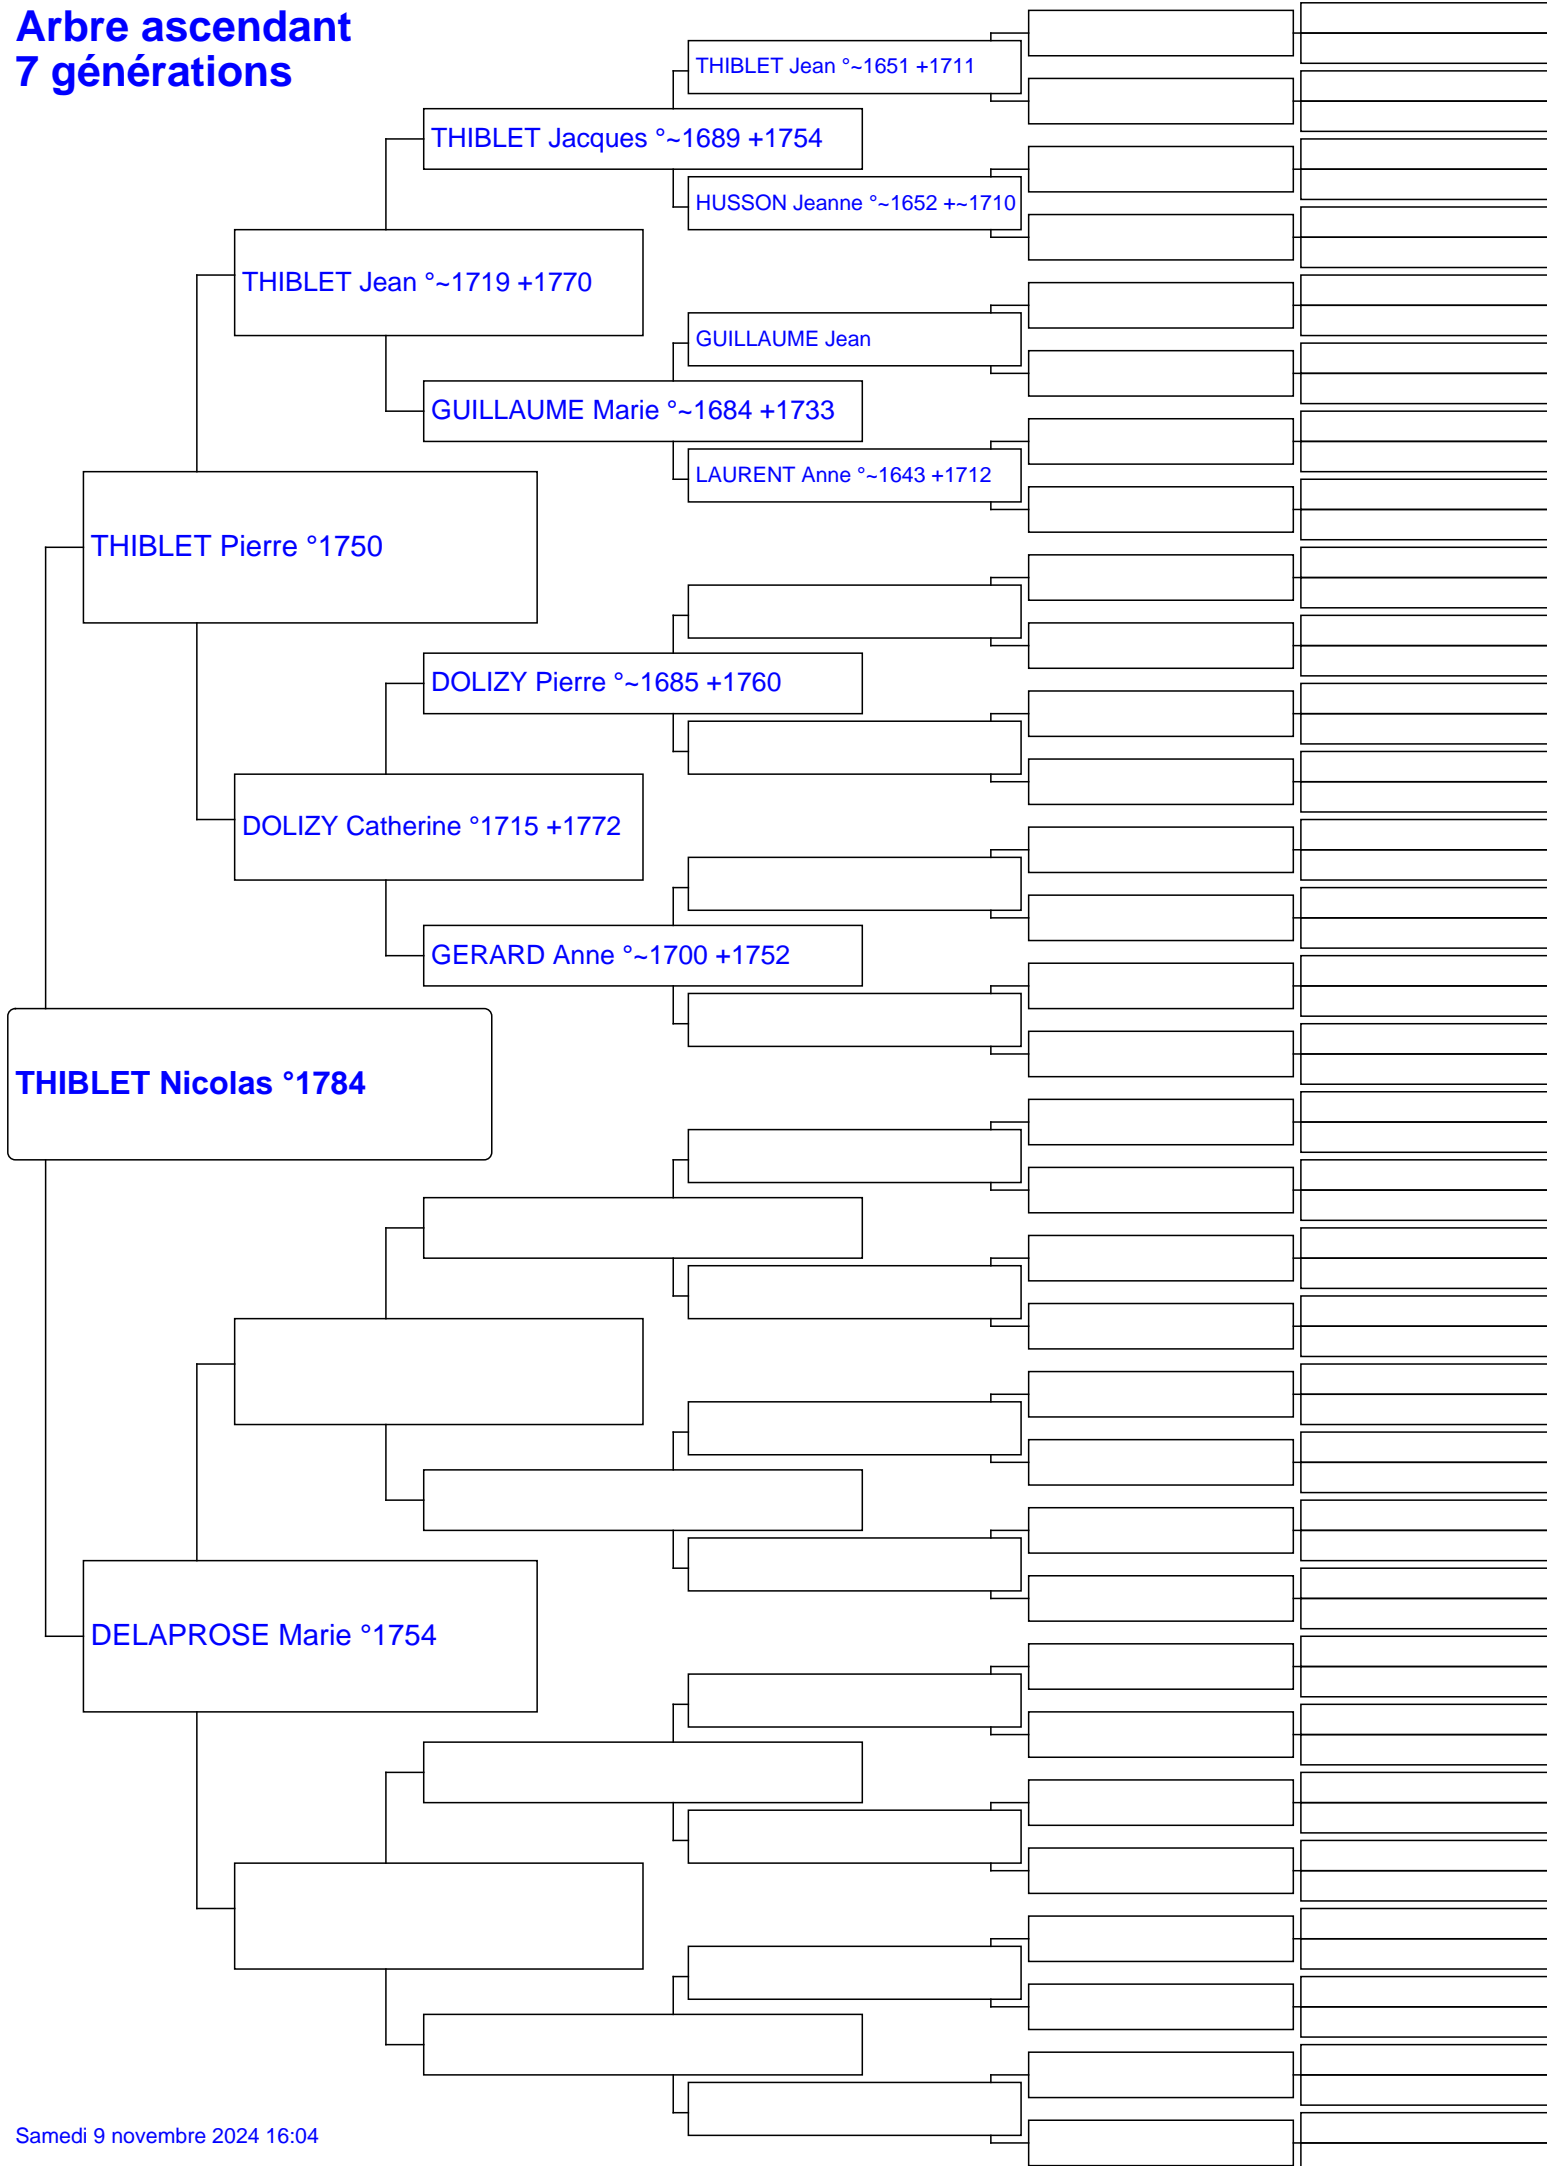 Arbre ascendant
7 générations
THIBLET Jean °~1651 +1711
THIBLET Jacques °~1689 +1754
HUSSON Jeanne °~1652 +~1710
THIBLET Jean °~1719 +1770
GUILLAUME Jean
GUILLAUME Marie °~1684 +1733
LAURENT Anne °~1643 +1712
THIBLET Pierre °1750
DOLIZY Pierre °~1685 +1760
DOLIZY Catherine °1715 +1772
GERARD Anne °~1700 +1752
THIBLET Nicolas °1784
DELAPROSE Marie °1754
Samedi 9 novembre 2024 16:04